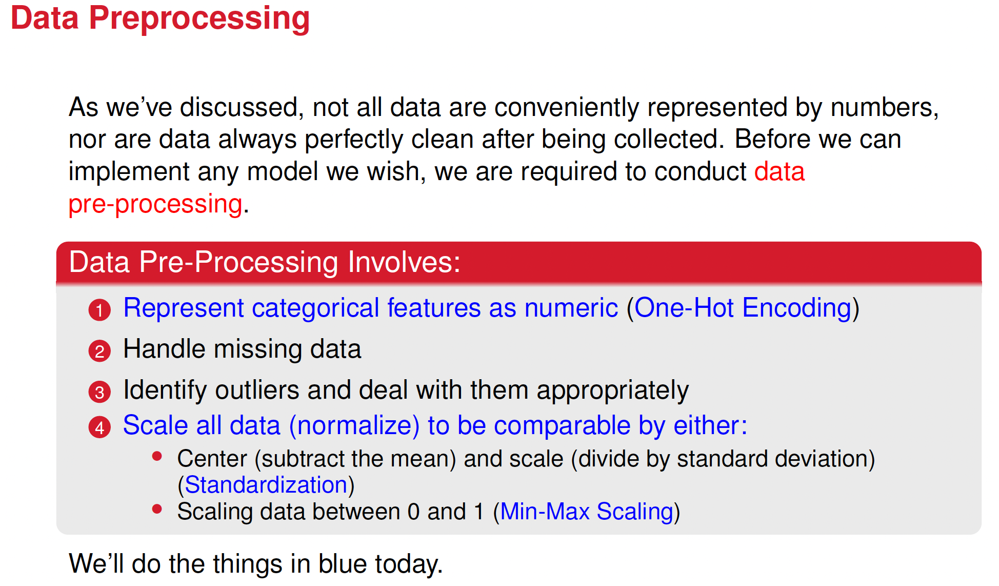 Data Preprocessing
As we’ve discussed, not all data are conveniently represented by numbers,
nor are data always perfectly clean after being collected. Before we can
implement any model we wish, we are required to conduct data
pre-processing.
Data Pre-Processing Involves:
1 Represent categorical features as numeric (One-Hot Encoding)
2 Handle missing data
3 Identify outliers and deal with them appropriately
4 Scale all data (normalize) to be comparable by either:
• Center (subtract the mean) and scale (divide by standard deviation)
(Standardization)
• Scaling data between 0 and 1 (Min-Max Scaling)
We’ll do the things in blue today.